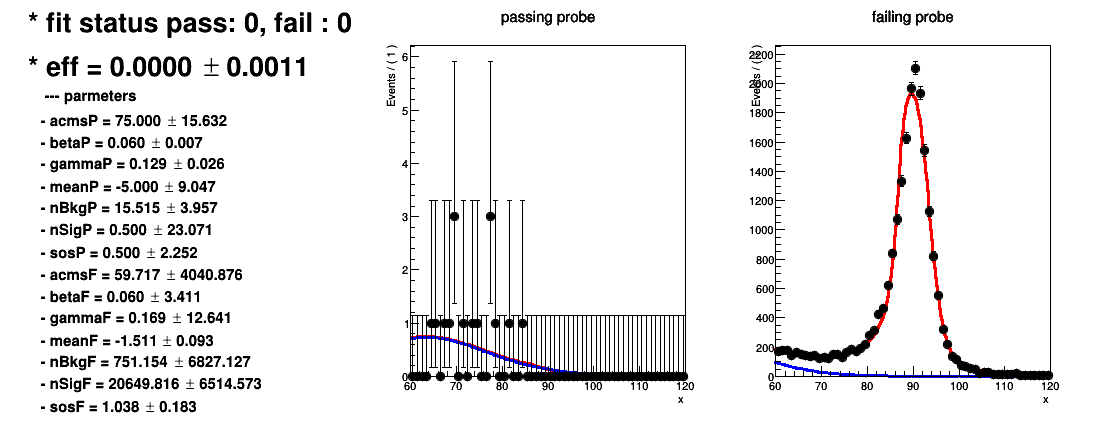 * fit status pass: 0, fail : 0
* eff = 0.0000 ± 0.0011
--- parmeters
- acmsP = 75.000 ± 15.632
- betaP = 0.060 ± 0.007
- gammaP = 0.129 ± 0.026
- meanP = -5.000 ± 9.047
- nBkgP = 15.515 ± 3.957
- nSigP = 0.500 ± 23.071
- sosP = 0.500 ± 2.252
- acmsF = 59.717 ± 4040.876
- betaF = 0.060 ± 3.411
- gammaF = 0.169 ± 12.641
- meanF = -1.511 ± 0.093
- nBkgF = 751.154 ± 6827.127
- nSigF = 20649.816 ± 6514.573
- sosF = 1.038 ± 0.183
passing probe
Events / ( 1 )
6
5
4
3
2
1
0
60 70 80 90 100 110 120
x
failing probe
Events / ( 1 )
2200
2000
1800
1600
1400
1200
1000
800
600
400
200
0
60 70 80 90 100 110 120
x